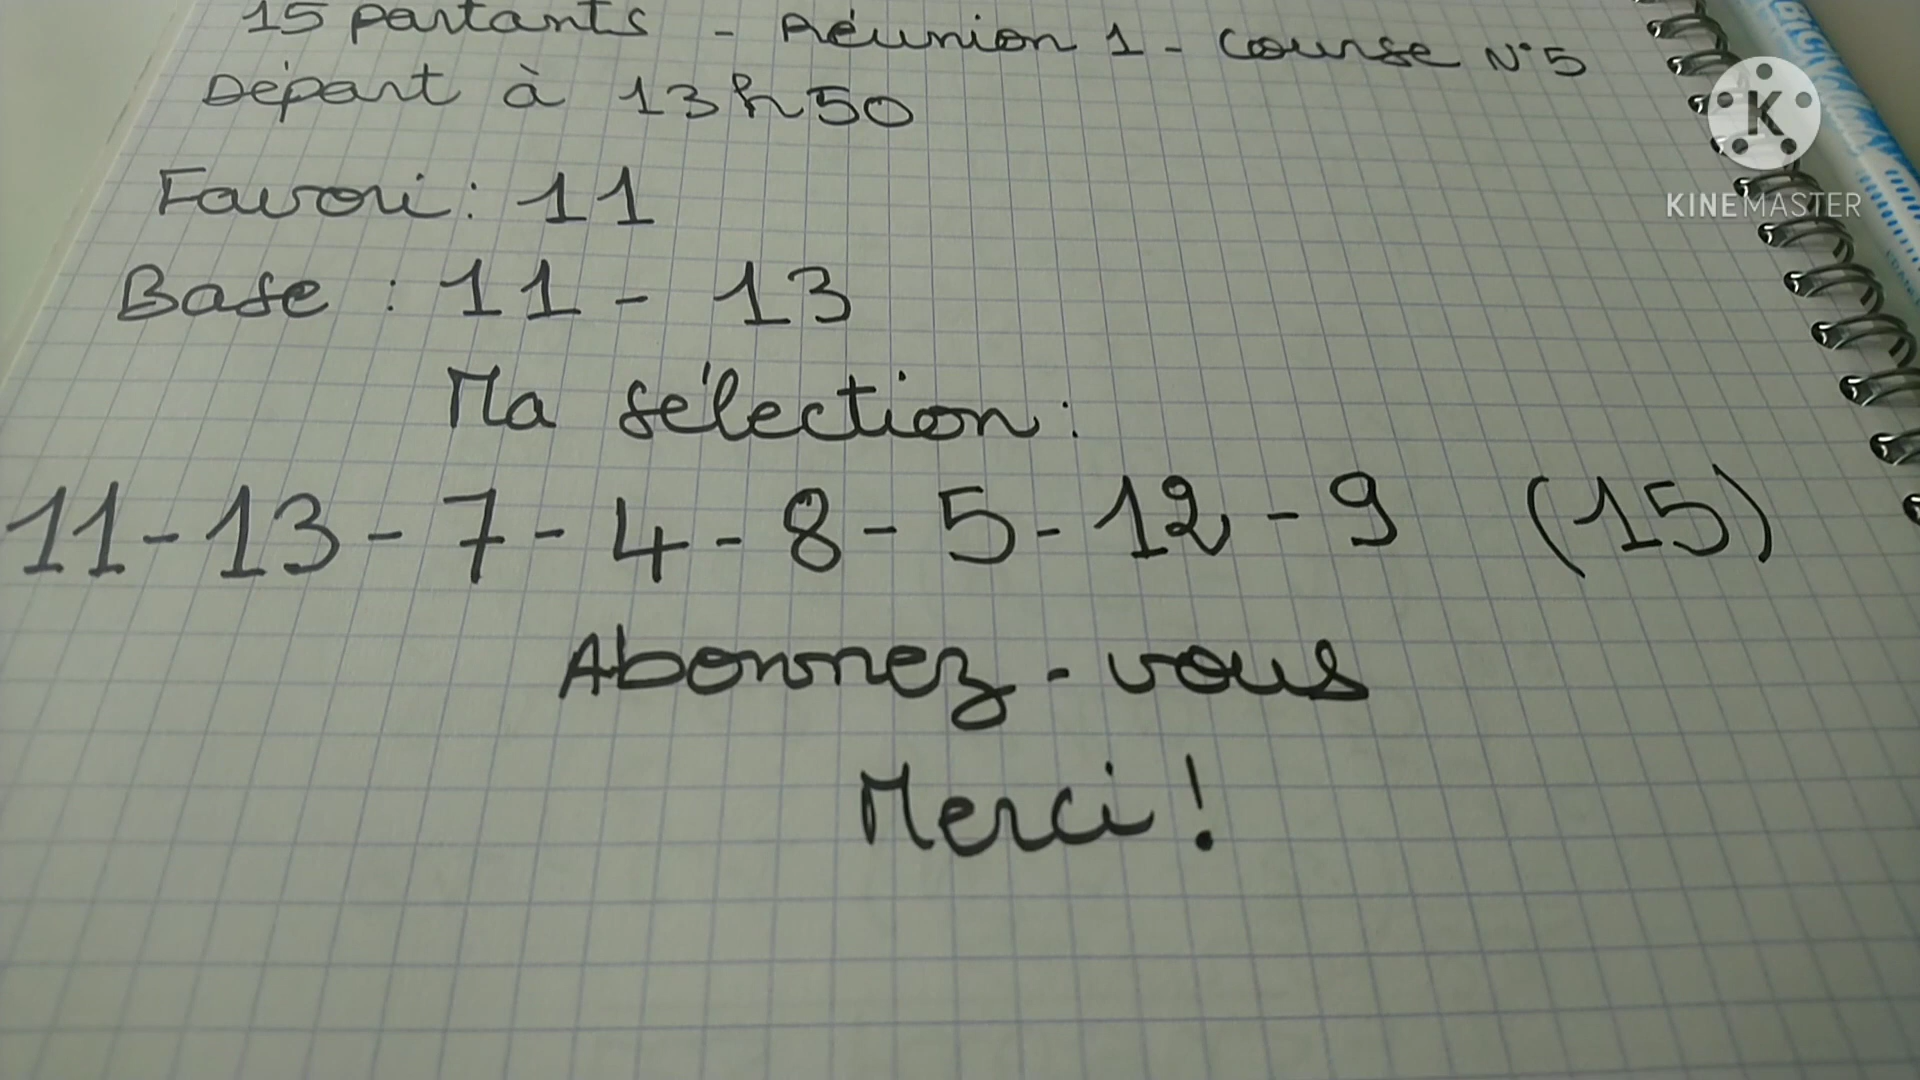 15 partants - Réunion 1 - Course N°5
Départ à 13h50
Favori : 11
Base : 11 - 13
Ma sélection :
11 - 13 - 7 - 4 - 8 - 5 - 12 - 9 (15)
Abonnez-vous
Merci !
K
KINEMASTER